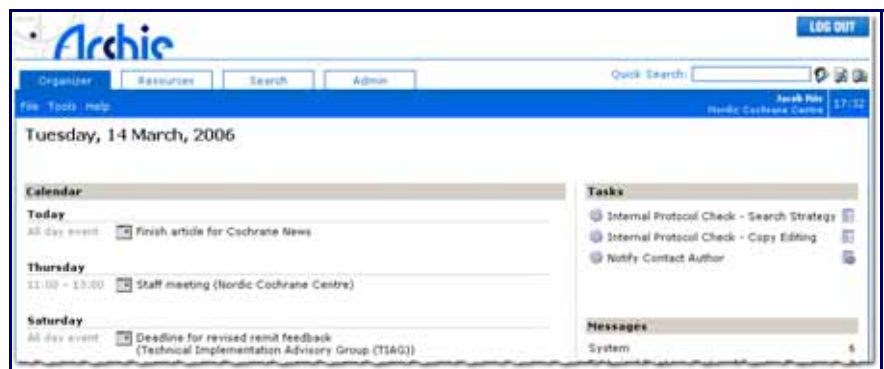 Archie
LOG OUT
Organizer Resources Search Admin Quick Search:
File Tools Help Jacob Riis
Nordic Cochrane Centre 17:32
Tuesday, 14 March, 2006
Calendar
Today
All day event Finish article for Cochrane News
Thursday
11:00 - 13:00 Staff meeting (Nordic Cochrane Centre)
Saturday
All day event Deadline for revised remit feedback
(Technical Implementation Advisory Group (TIAG))
Tasks
Internal Protocol Check - Search Strategy
Internal Protocol Check - Copy Editing
Notify Contact Author
Messages
System 6